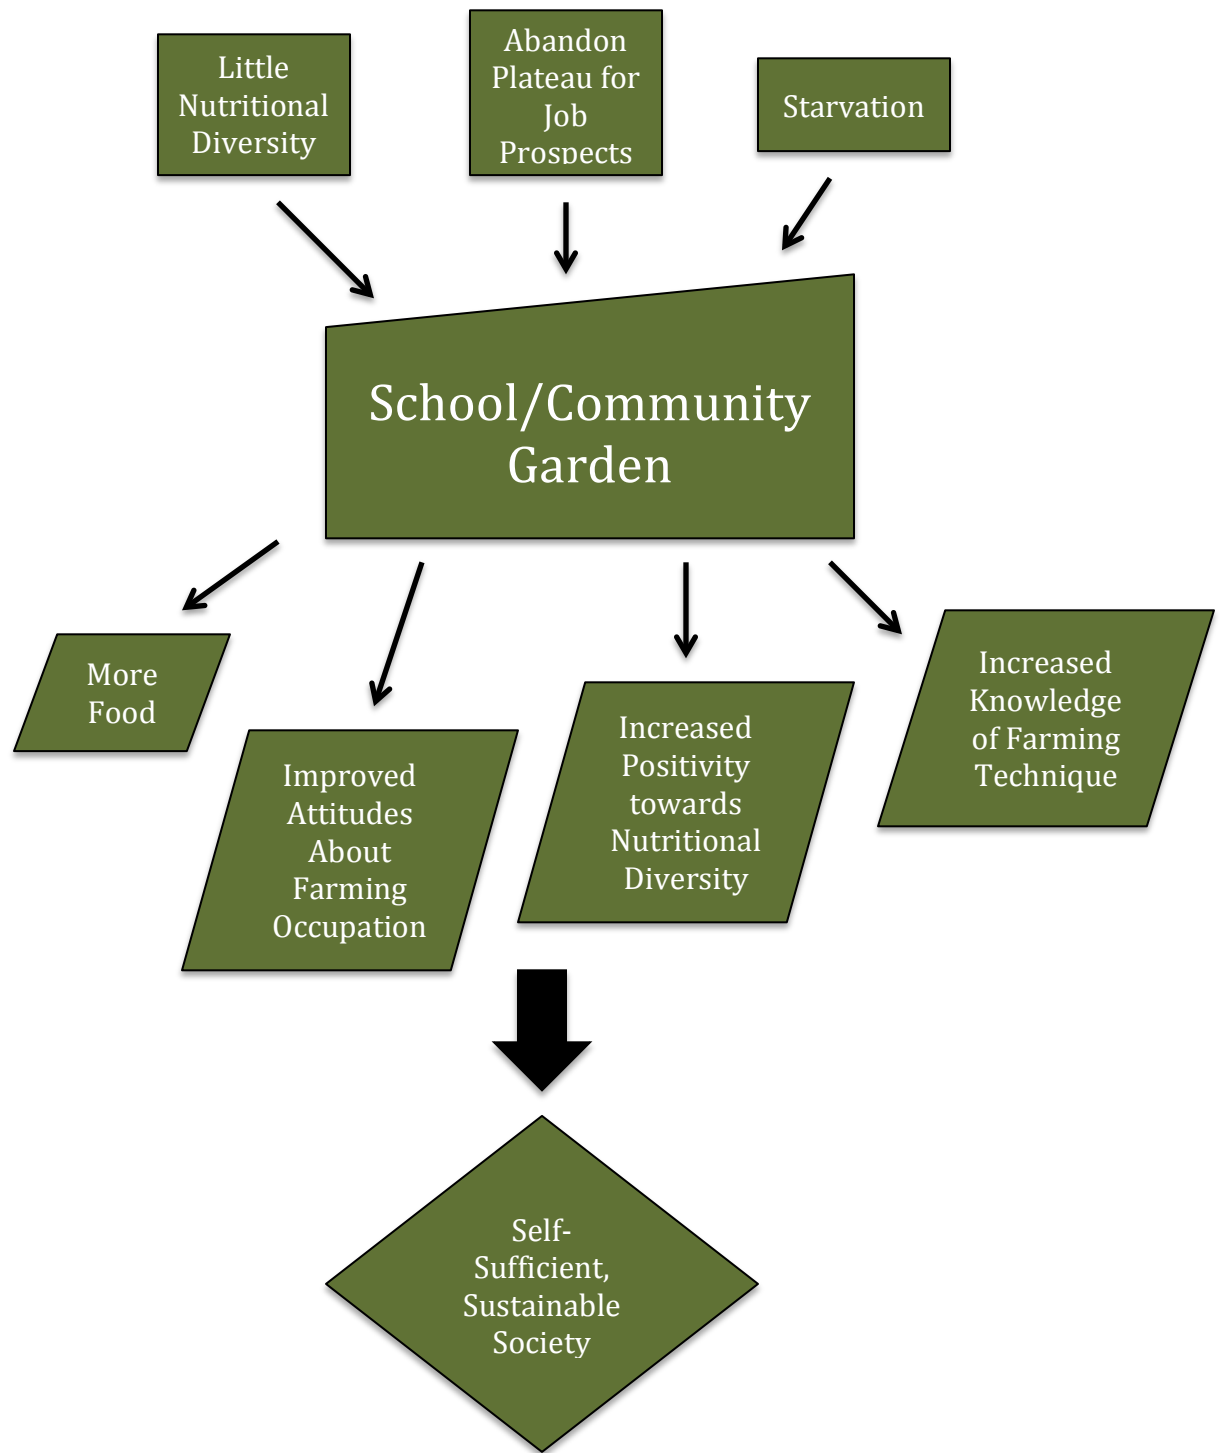 Little
Nutritional
Diversity
Abandon
Plateau for
Job
Prospects
Starvation
School/Community
Garden
More
Food
Improved
Attitudes
About
Farming
Occupation
Increased
Positivity
towards
Nutritional
Diversity
Increased
Knowledge
of Farming
Technique
Self-
Sufficient,
Sustainable
Society